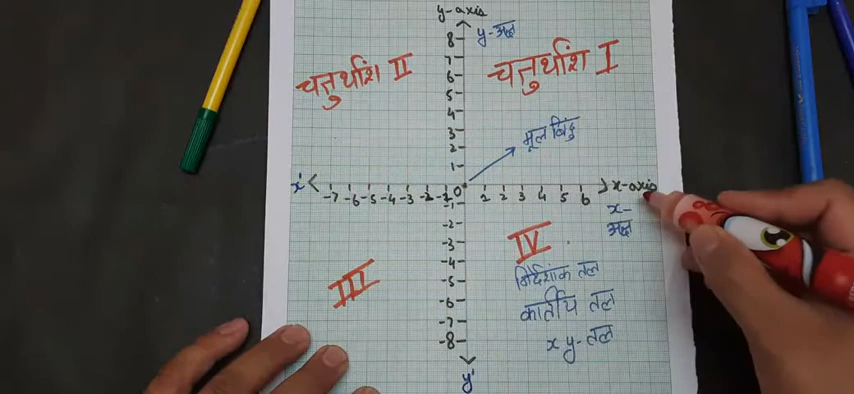 y-axis
y-अक्ष
8
7
6
5
4
3
2
1
चतुर्थांश II
चतुर्थांश I
मूल बिंदु
x'
-7 -6 -5 -4 -3 -2 -1 0 1 2 3 4 5 6
x-axis
x-
अक्ष
-1
-2
-3
-4
-5
-6
-7
-8
III
IV
निर्देशांक तल
कार्तीय तल
xy-तल
y'